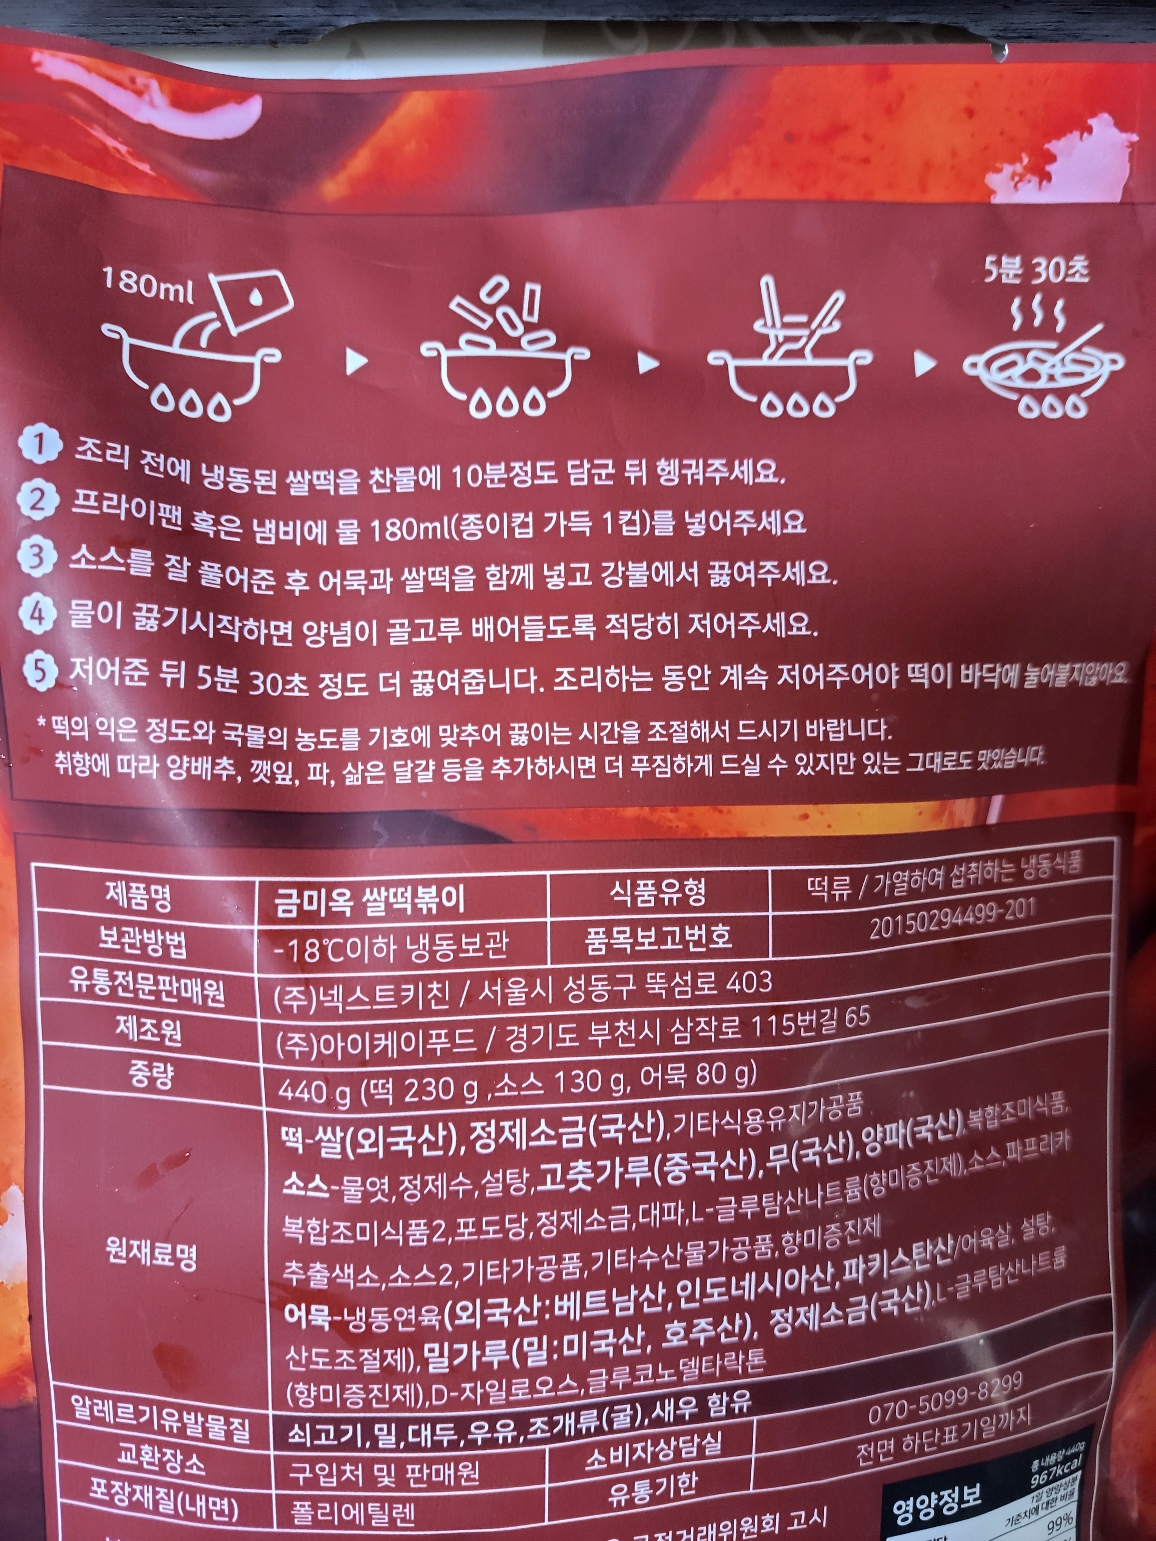 180ml
5분 30초
1 조리 전에 냉동된 쌀떡을 찬물에 10분정도 담군 뒤 헹궈주세요.
2 프라이팬 혹은 냄비에 물 180ml(종이컵 가득 1컵)를 넣어주세요
3 소스를 잘 풀어준 후 어묵과 쌀떡을 함께 넣고 강불에서 끓여주세요.
4 물이 끓기시작하면 양념이 골고루 배어들도록 적당히 저어주세요.
5 저어준 뒤 5분 30초 정도 더 끓여줍니다. 조리하는 동안 계속 저어주어야 떡이 바닥에 눌어붙지않아요.
* 떡의 익은 정도와 국물의 농도를 기호에 맞추어 끓이는 시간을 조절해서 드시기 바랍니다.
취향에 따라 양배추, 깻잎, 파, 삶은 달걀 등을 추가하시면 더 푸짐하게 드실 수 있지만 있는 그대로도 맛있습니다.
제품명 금미옥 쌀떡볶이 식품유형 떡류 / 가열하여 섭취하는 냉동식품
보관방법 -18℃이하 냉동보관 품목보고번호 20150294499-201
유통전문판매원 (주)넥스트키친 / 서울시 성동구 뚝섬로 403
제조원 (주)아이케이푸드 / 경기도 부천시 삼작로 115번길 65
중량 440 g (떡 230 g ,소스 130 g, 어묵 80 g)
원재료명
떡-쌀(외국산),정제소금(국산),기타식용유지가공품
소스-물엿,정제수,설탕,고춧가루(중국산),무(국산),양파(국산),복합조미식품,
복합조미식품2,포도당,정제소금,대파,L-글루탐산나트륨(향미증진제),소스,파프리카
추출색소,소스2,기타가공품,기타수산물가공품,향미증진제
어묵-냉동연육(외국산:베트남산,인도네시아산,파키스탄산/어육살, 설탕,
산도조절제),밀가루(밀:미국산, 호주산), 정제소금(국산),L-글루탐산나트륨
(향미증진제),D-자일로오스,글루코노델타락톤
알레르기유발물질 쇠고기,밀,대두,우유,조개류(굴),새우 함유
교환장소 구입처 및 판매원 소비자상담실 070-5099-8299
포장재질(내면) 폴리에틸렌 유통기한 전면 하단표기일까지
공정거래위원회 고시
영양정보
총 내용량 440g
967kcal
1일 영양성분
기준치에 대한 비율
99%